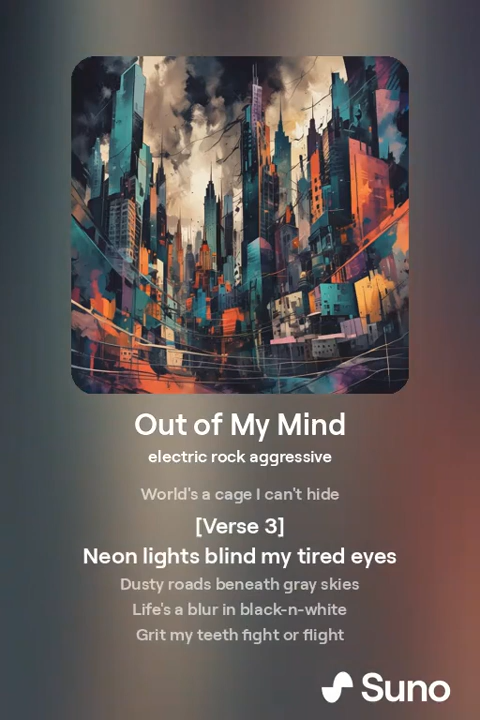 Out of My Mind
electric rock aggressive
World's a cage I can't hide
[Verse 3]
Neon lights blind my tired eyes
Dusty roads beneath gray skies
Life's a blur in black-n-white
Grit my teeth fight or flight
Suno